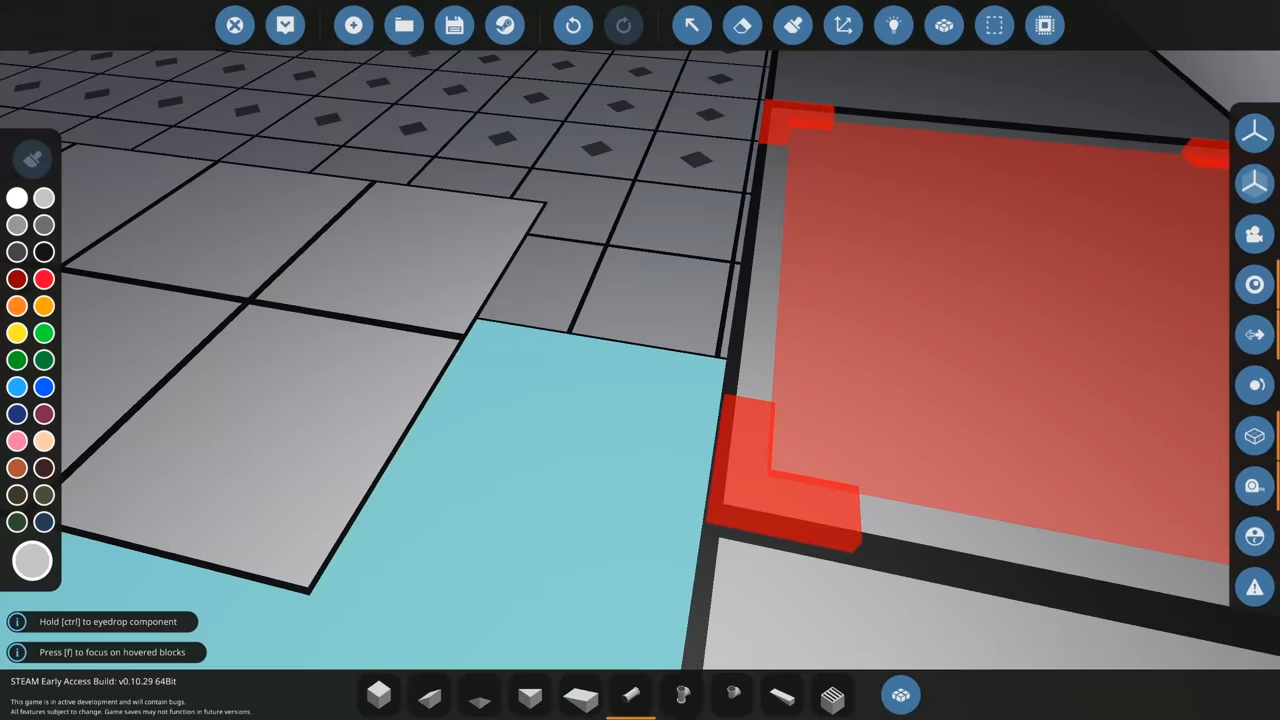 Hold [ctrl] to eyedrop component
Press [f] to focus on hovered blocks
STEAM Early Access Build: v0.10.29 64Bit
This game is in active development and will contain bugs.
All features subject to change. Game saves may not function in future versions.